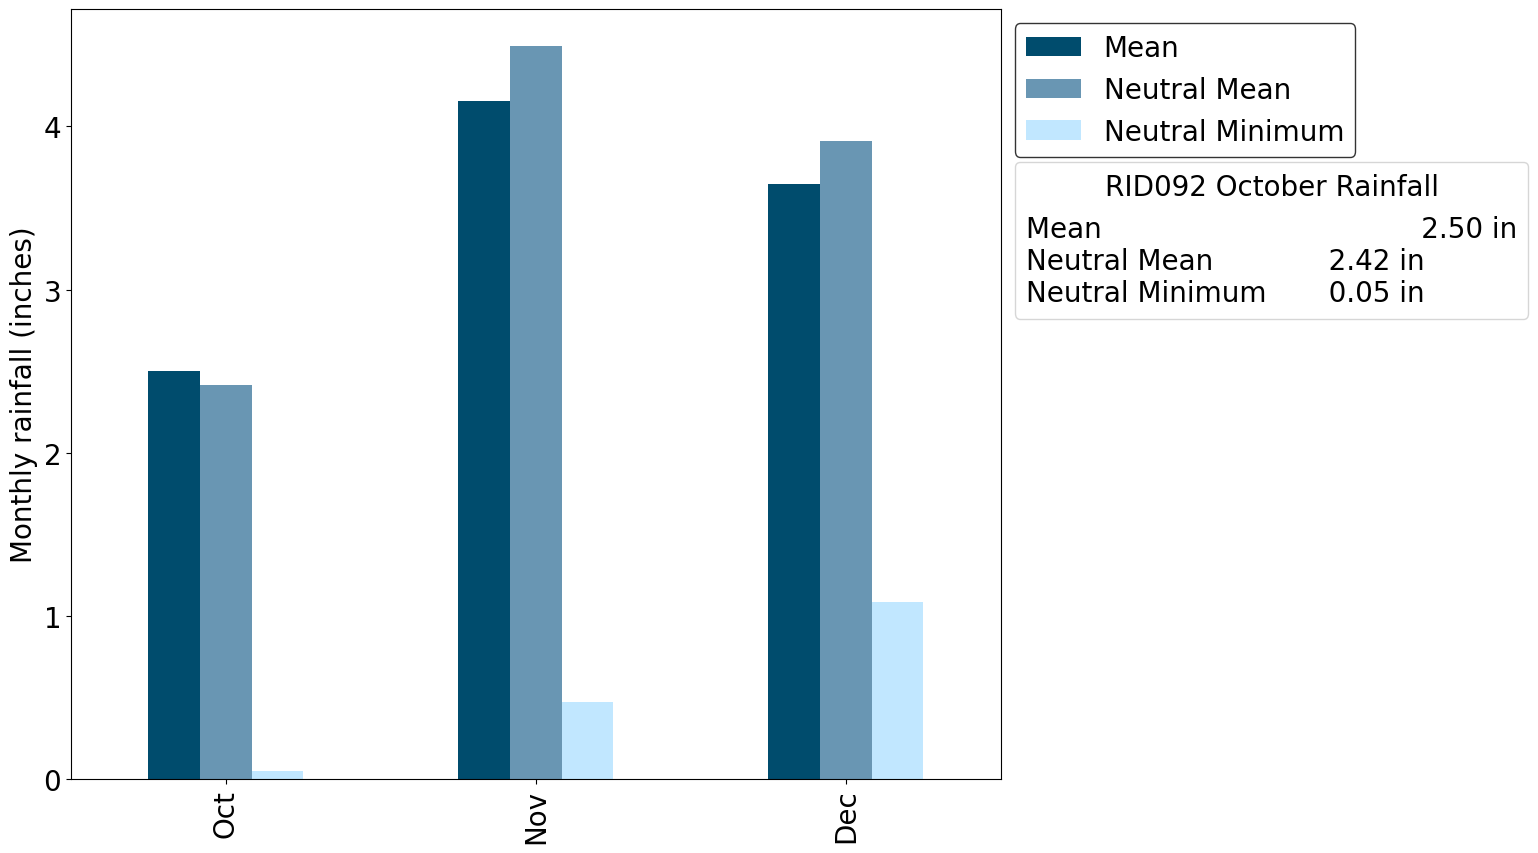 Monthly rainfall (inches)
4
3
2
1
0
Oct
Nov
Dec
Mean
Neutral Mean
Neutral Minimum
RID092 October Rainfall
Mean 2.50 in
Neutral Mean 2.42 in
Neutral Minimum 0.05 in